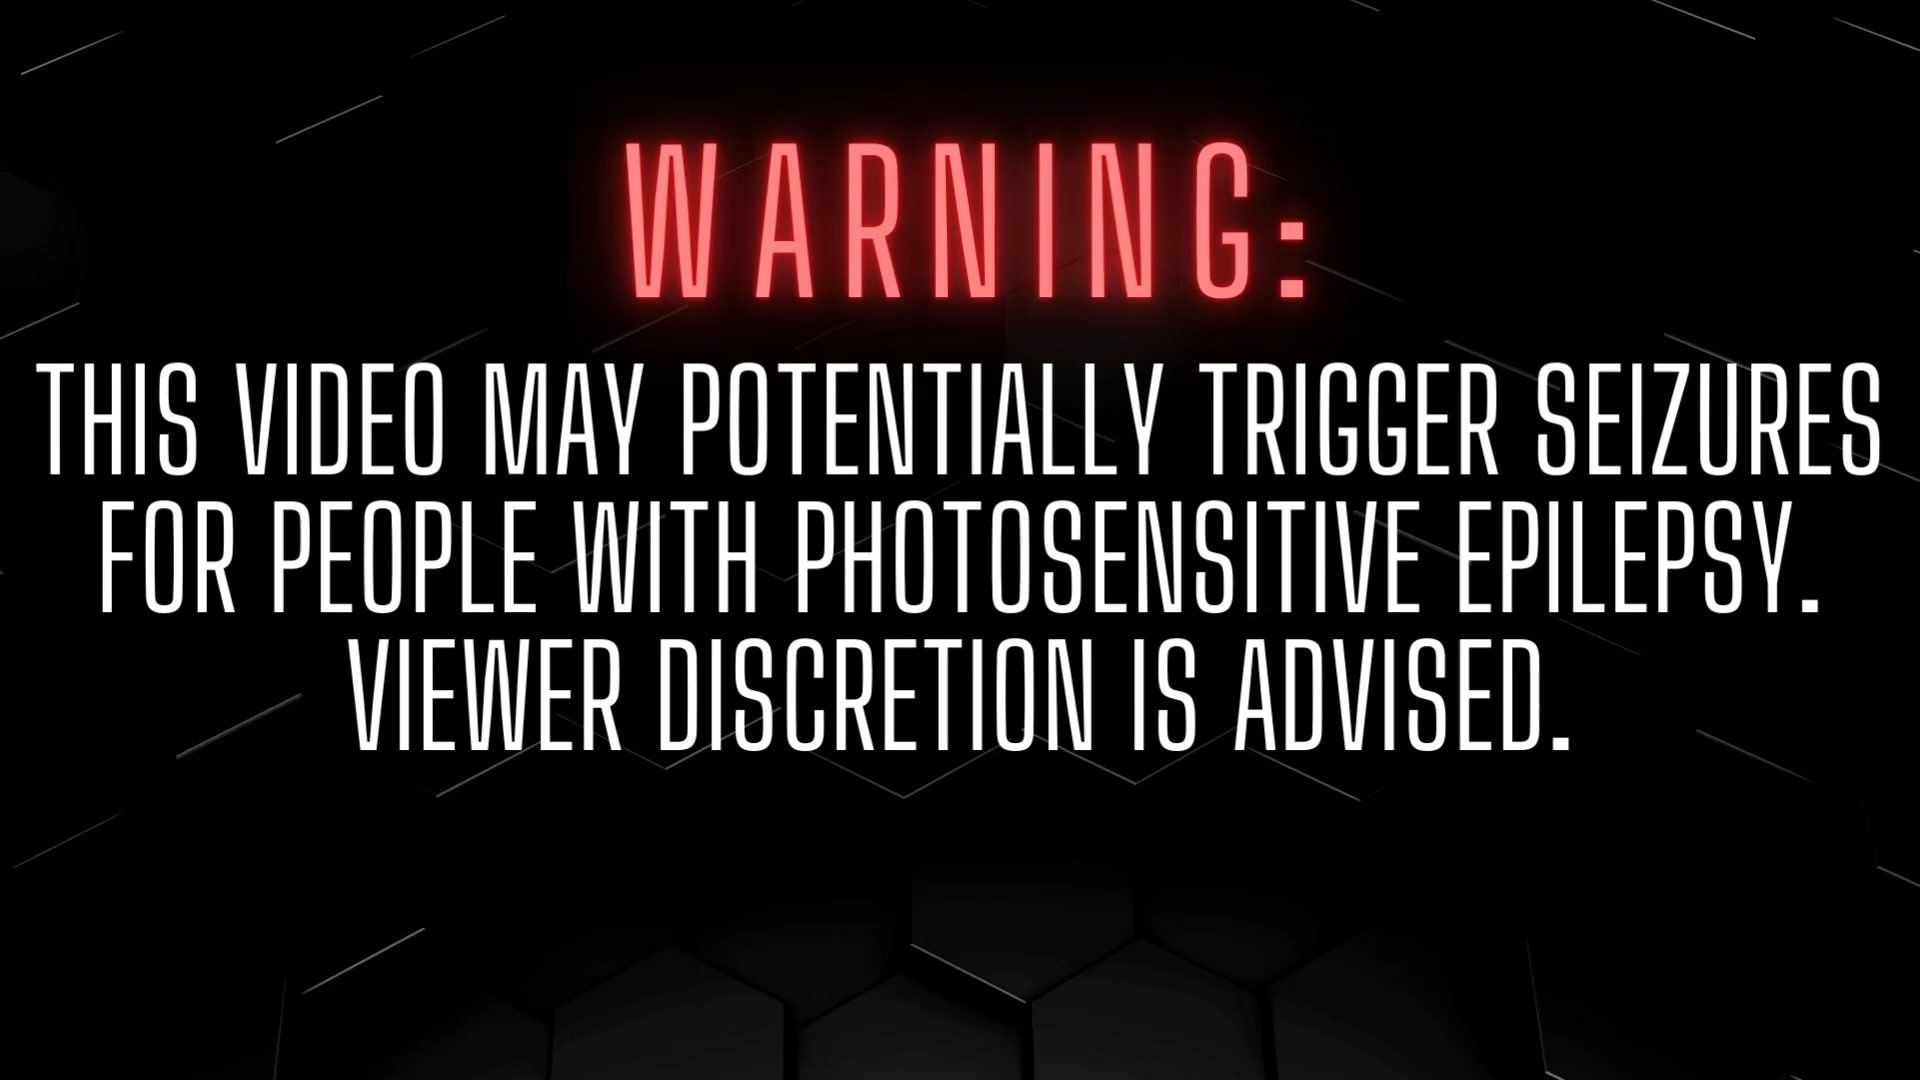 WARNING:
THIS VIDEO MAY POTENTIALLY TRIGGER SEIZURES
FOR PEOPLE WITH PHOTOSENSITIVE EPILEPSY.
VIEWER DISCRETION IS ADVISED.